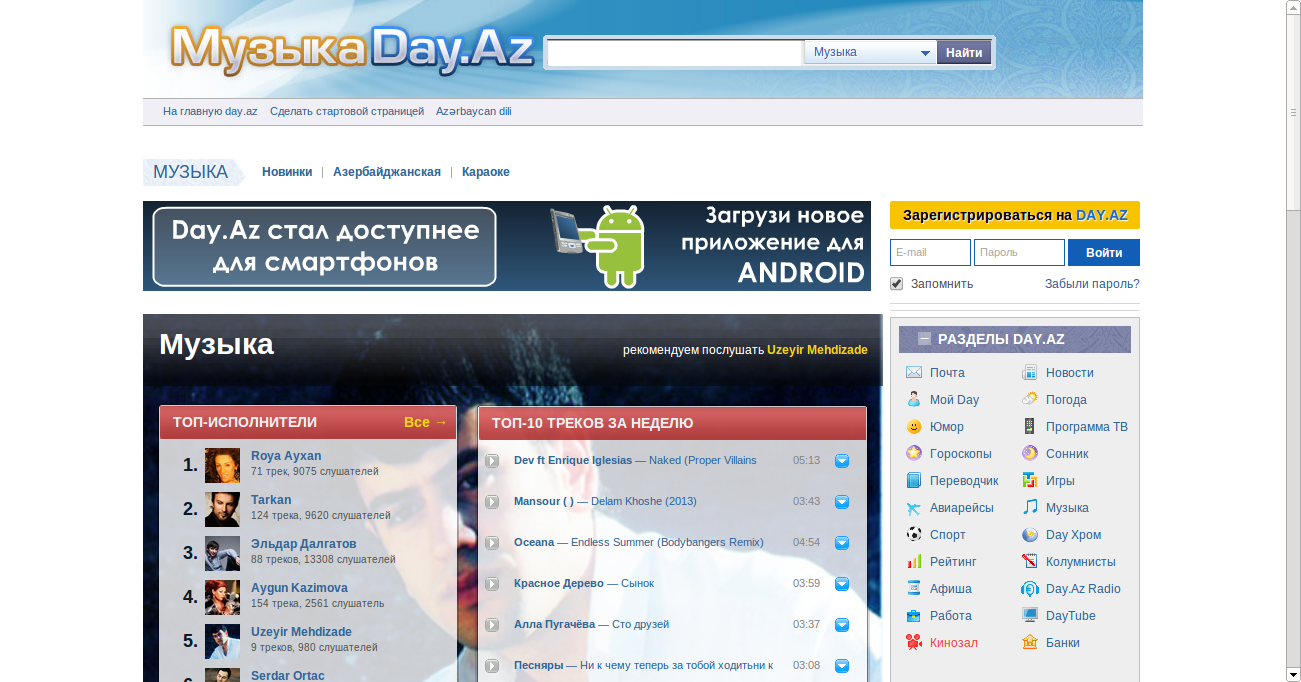 МузыкаDay.Az
Музыка
Найти
На главную day.az Сделать стартовой страницей Azərbaycan dili
МУЗЫКА Новинки | Азербайджанская | Караоке
Day.Az стал доступнее
для смартфонов
Загрузи новое
приложение для
ANDROID
Зарегистрироваться на DAY.AZ
E-mail Пароль Войти
Запомнить Забыли пароль?
Музыка
рекомендуем послушать Uzeyir Mehdizade
ТОП-ИСПОЛНИТЕЛИ Все →
1. Roya Ayxan
71 трек, 9075 слушателей
2. Tarkan
124 трека, 9620 слушателей
3. Эльдар Далгатов
88 треков, 13308 слушателей
4. Aygun Kazimova
154 трека, 2561 слушатель
5. Uzeyir Mehdizade
9 треков, 980 слушателей
Serdar Ortac
ТОП-10 ТРЕКОВ ЗА НЕДЕЛЮ
Dev ft Enrique Iglesias — Naked (Proper Villains 05:13
Mansour ( ) — Delam Khoshe (2013) 03:43
Oceana — Endless Summer (Bodybangers Remix) 04:54
Красное Дерево — Сынок 03:59
Алла Пугачёва — Сто друзей 03:37
Песняры — Ни к чему теперь за тобой ходитьни к 03:08
РАЗДЕЛЫ DAY.AZ
Почта Новости
Мой Day Погода
Юмор Программа ТВ
Гороскопы Сонник
Переводчик Игры
Авиарейсы Музыка
Спорт Day Хром
Рейтинг Колумнисты
Афиша Day.Az Radio
Работа DayTube
Кинозал Банки